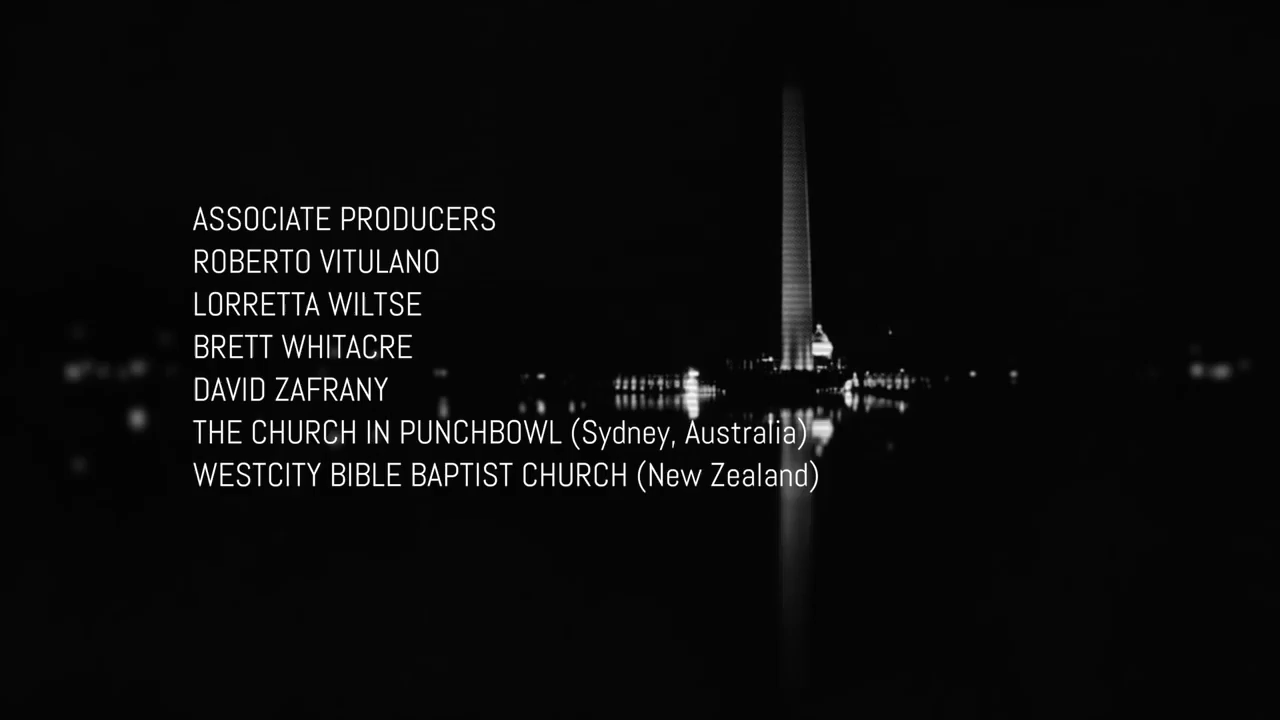 ASSOCIATE PRODUCERS
ROBERTO VITULANO
LORRETTA WILTSE
BRETT WHITACRE
DAVID ZAFRANY
THE CHURCH IN PUNCHBOWL (Sydney, Australia)
WESTCITY BIBLE BAPTIST CHURCH (New Zealand)